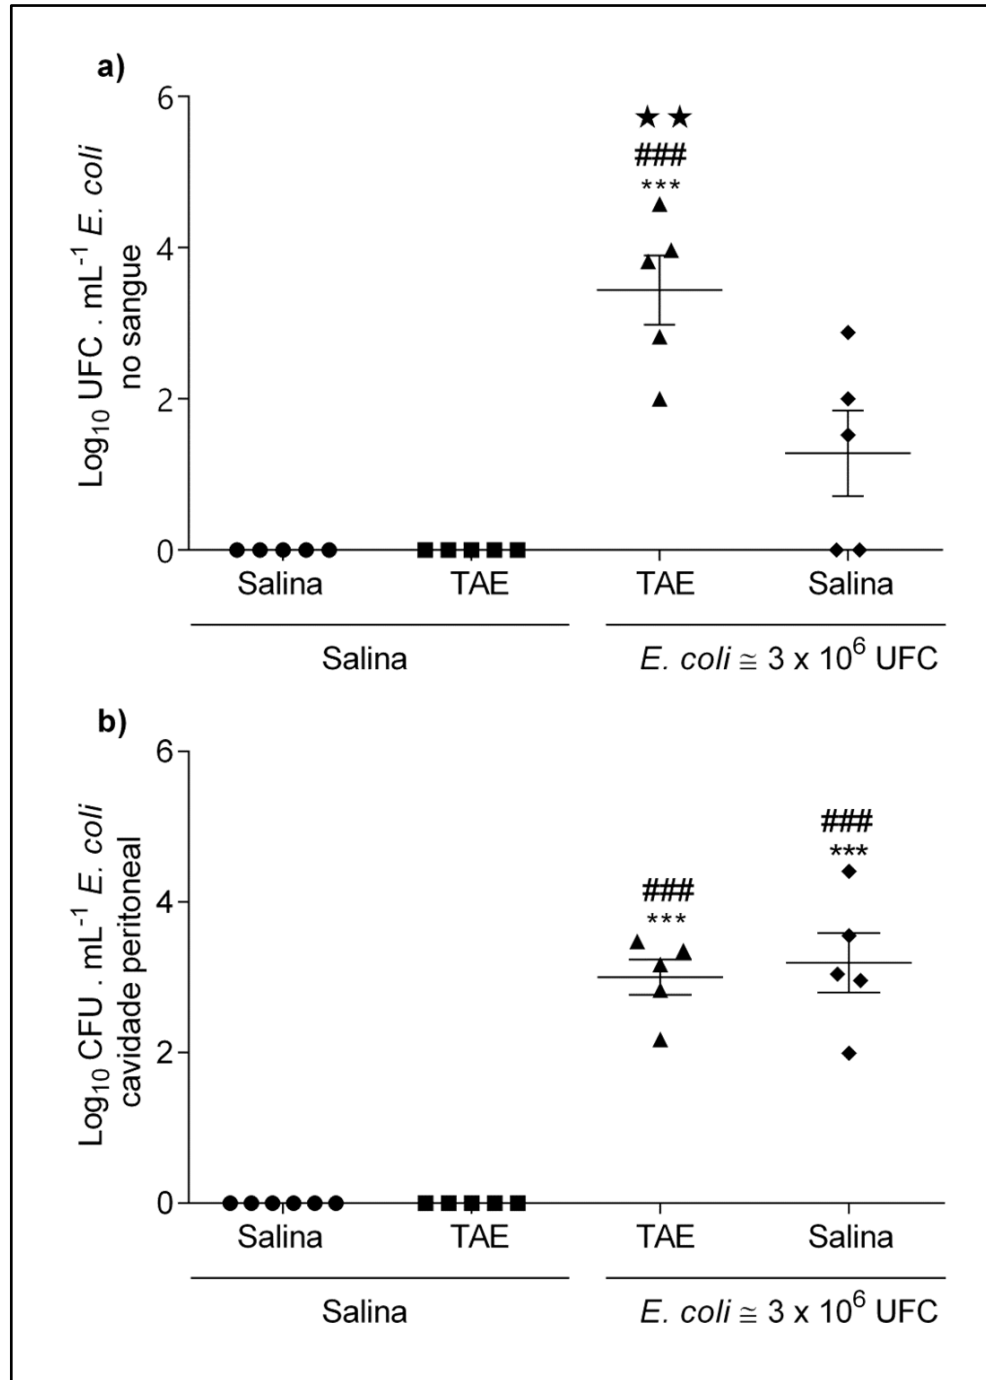 a)
Log10 UFC . mL-1 E. coli
no sangue
6
4
2
0
★ ★
###
***
Salina
TAE
TAE
Salina
Salina
E. coli ≅ 3 x 10^6 UFC
b)
Log10 CFU . mL-1 E. coli
cavidade peritoneal
6
4
2
0
###
***
###
***
Salina
TAE
TAE
Salina
Salina
E. coli ≅ 3 x 10^6 UFC